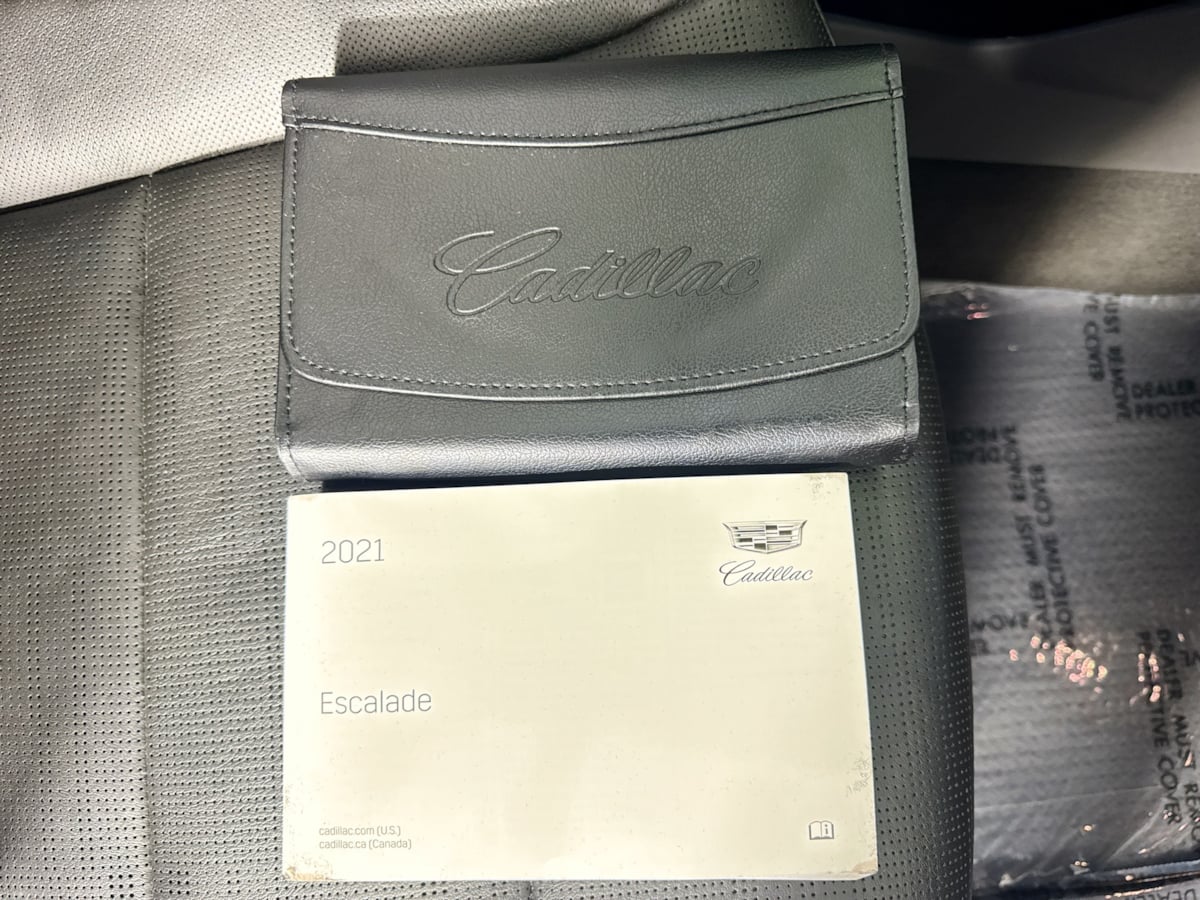 Cadillac
2021
Cadillac
Escalade
cadillac.com (U.S.)
cadillac.ca (Canada)
DEALER MUST REMOVE
PROTECTIVE COVER